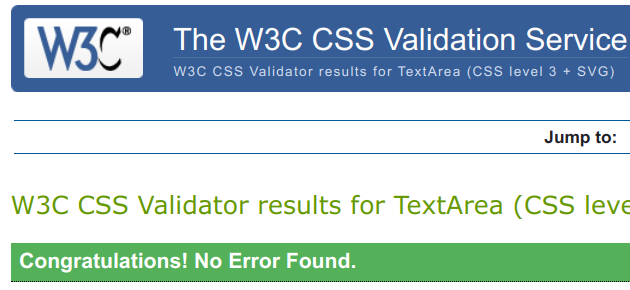 W3C®
The W3C CSS Validation Service
W3C CSS Validator results for TextArea (CSS level 3 + SVG)
Jump to:
W3C CSS Validator results for TextArea (CSS leve
Congratulations! No Error Found.